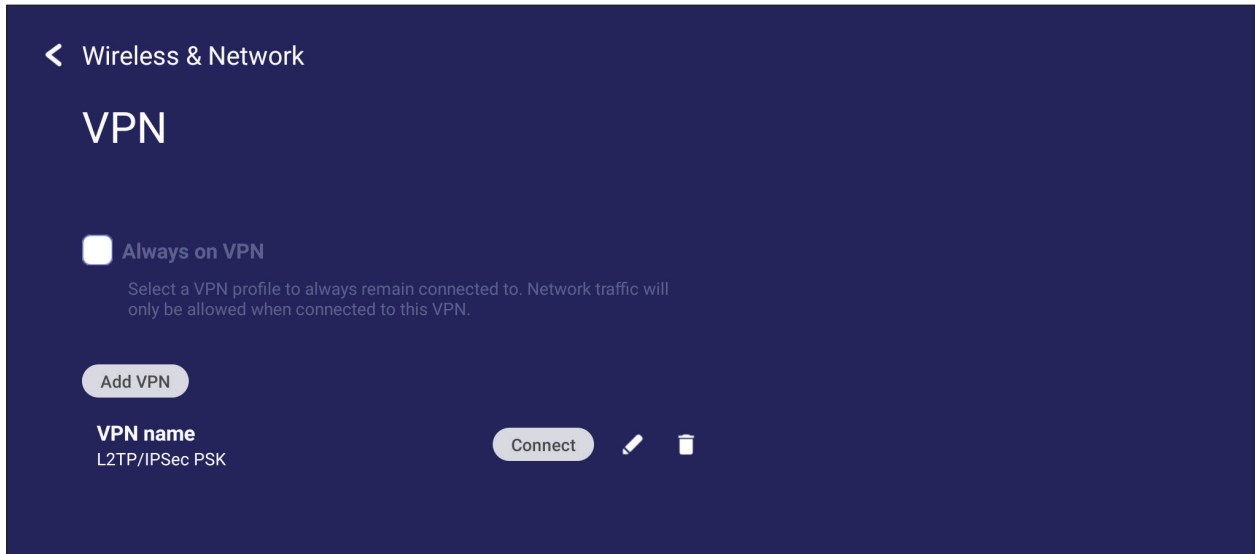 Wireless & Network
VPN
Always on VPN
Select a VPN profile to always remain connected to. Network traffic will
only be allowed when connected to this VPN.
Add VPN
VPN name
L2TP/IPSec PSK
Connect